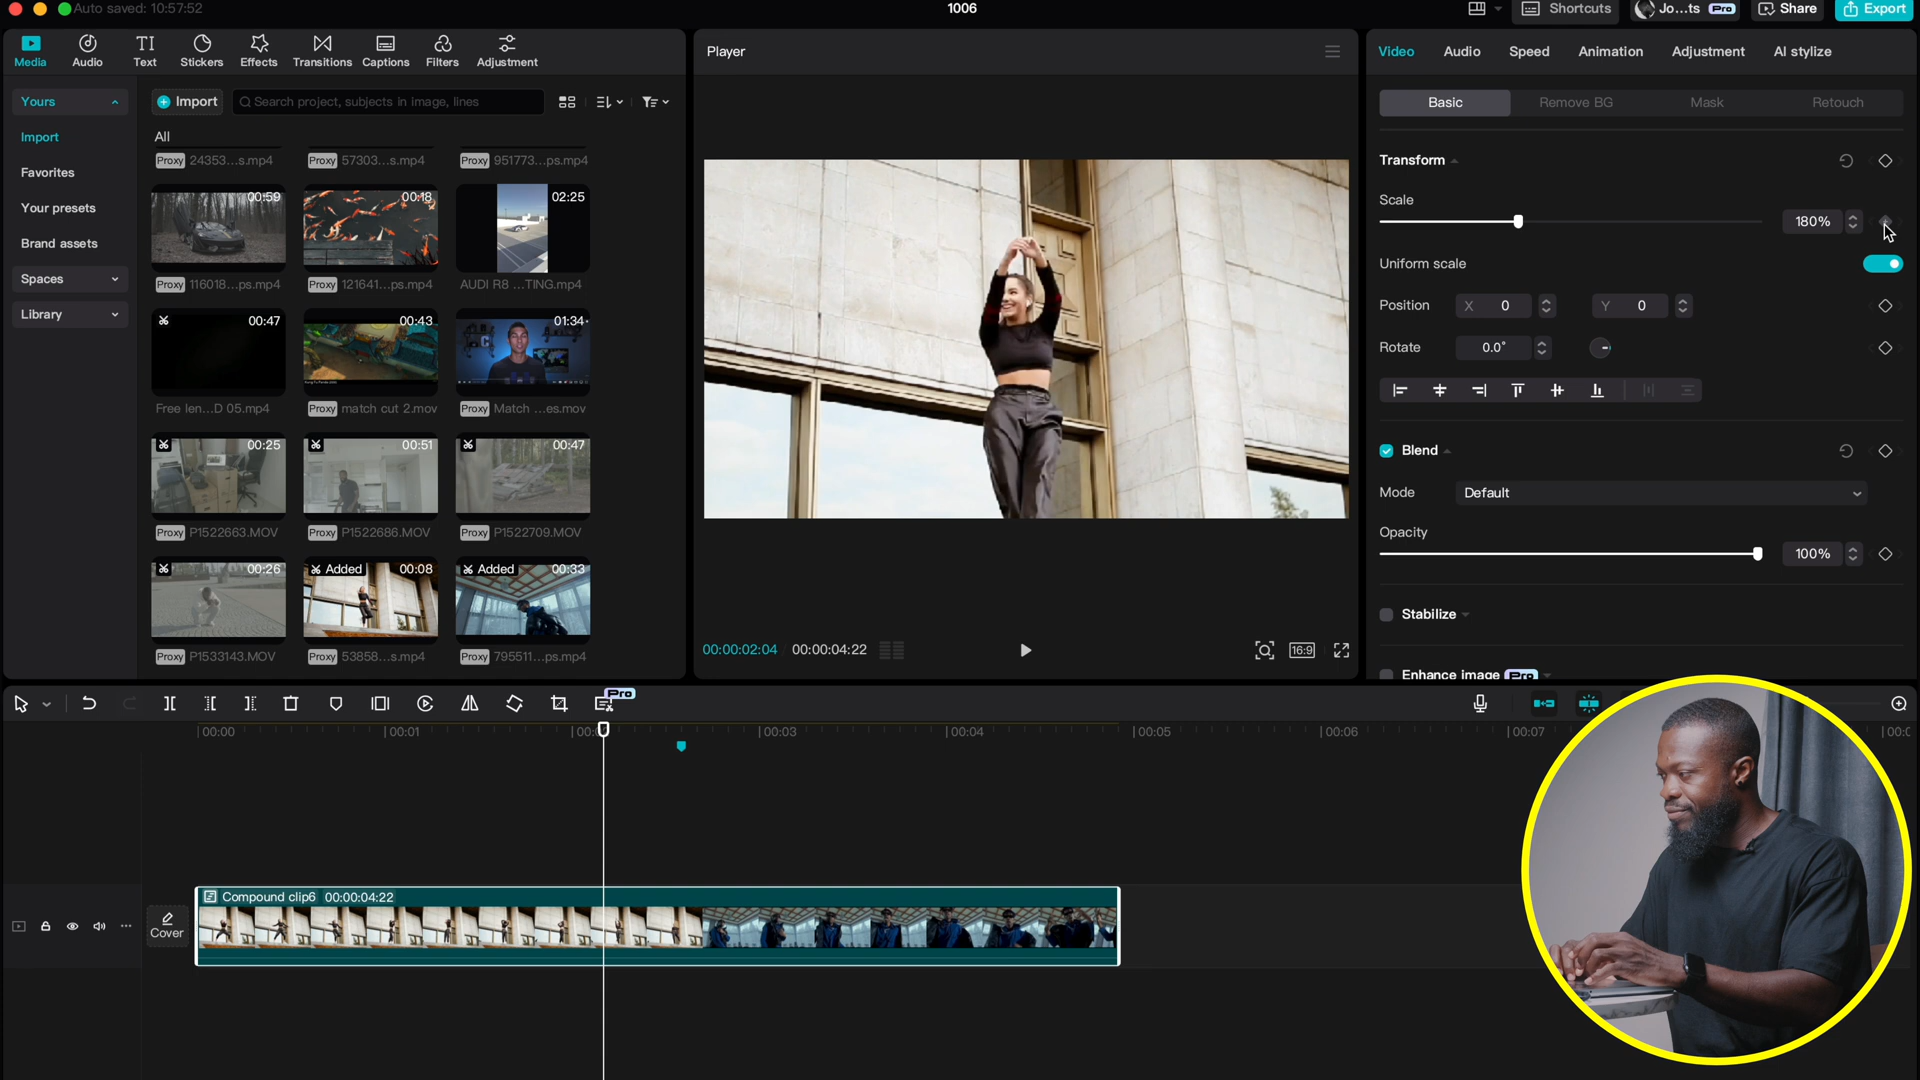 Auto saved: 10:57:52
1006
Shortcuts
Jo...ts Pro
Share
Export
Media
Audio
Text
Stickers
Effects
Transitions
Captions
Filters
Adjustment
Yours
Import
Favorites
Your presets
Brand assets
Spaces
Library
Import
Search project, subjects in image, lines
All
Proxy 24353...s.mp4
Proxy 57303...s.mp4
Proxy 951773...ps.mp4
00:59
00:18
02:25
Proxy 116018...ps.mp4
Proxy 121641...ps.mp4
AUDI R8 ...TING.mp4
00:47
00:43
01:34
Free len...D 05.mp4
Proxy match cut 2.mov
Proxy Match ...es.mov
00:25
00:51
00:47
Proxy P1522663.MOV
Proxy P1522686.MOV
Proxy P1522709.MOV
00:26
Added 00:08
Added 00:33
Proxy P1533143.MOV
Proxy 53858...s.mp4
Proxy 795511...ps.mp4
Player
00:00:02:04
00:00:04:22
16:9
Video
Audio
Speed
Animation
Adjustment
AI stylize
Basic
Remove BG
Mask
Retouch
Transform
Scale
180%
Uniform scale
Position X 0 Y 0
Rotate 0.0°
Blend
Mode Default
Opacity
100%
Stabilize
Enhance image Pro
Pro
00:00
00:01
00:03
00:04
00:05
00:06
00:07
Cover
Compound clip6 00:00:04:22